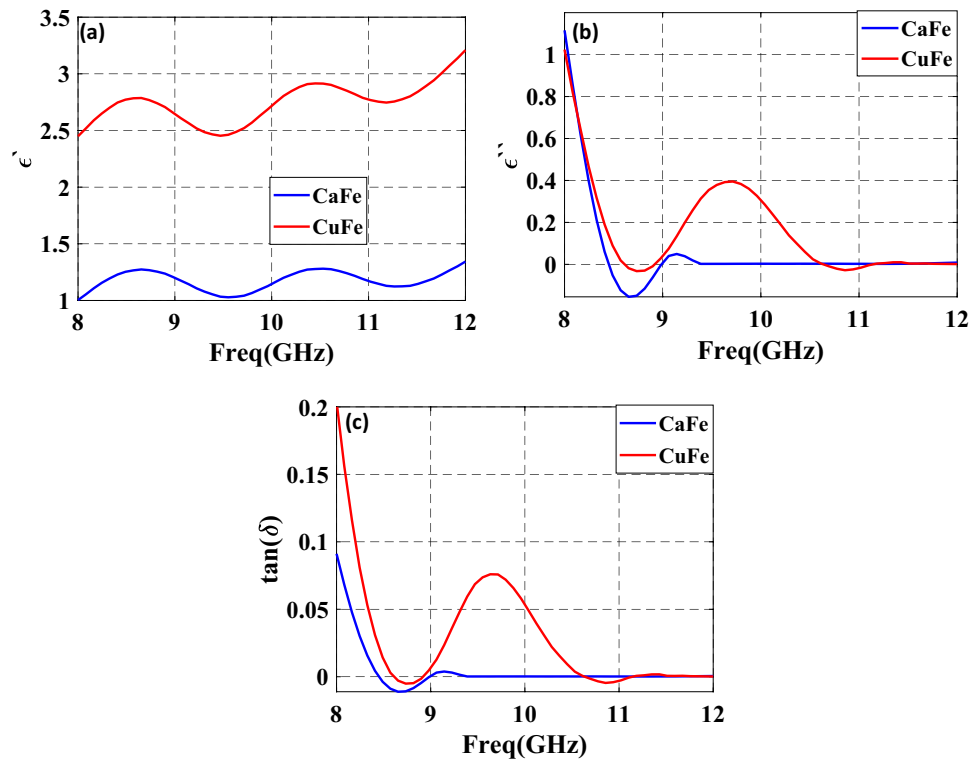 (a)
3.5
3
2.5
2
1.5
1
ϵ`
CaFe
CuFe
8 9 10 11 12
Freq(GHz)
(b)
CaFe
CuFe
1
0.8
0.6
0.4
0.2
0
ϵ``
8 9 10 11 12
Freq(GHz)
(c)
CaFe
CuFe
0.2
0.15
0.1
0.05
0
tan(δ)
8 9 10 11 12
Freq(GHz)